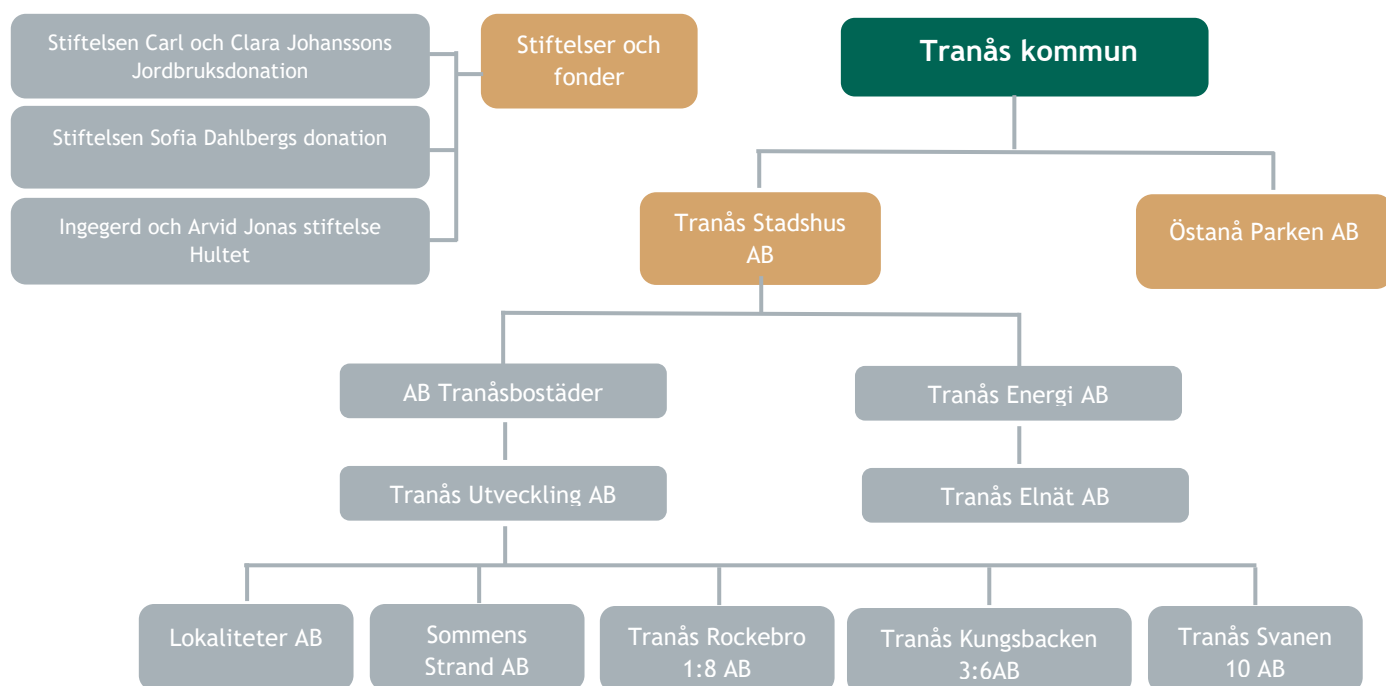 Stiftelsen Carl och Clara Johanssons
Jordbruksdonation
Stiftelsen Sofia Dahlbergs donation
Ingegerd och Arvid Jonas stiftelse
Hultet
Stiftelser och
fonder
Tranås kommun
Tranås Stadshus
AB
Östanå Parken AB
AB Tranåsbostäder
Tranås Energi AB
Tranås Utveckling AB
Tranås Elnät AB
Lokaliteter AB
Sommens
Strand AB
Tranås Rockebro
1:8 AB
Tranås Kungsbacken
3:6AB
Tranås Svanen
10 AB